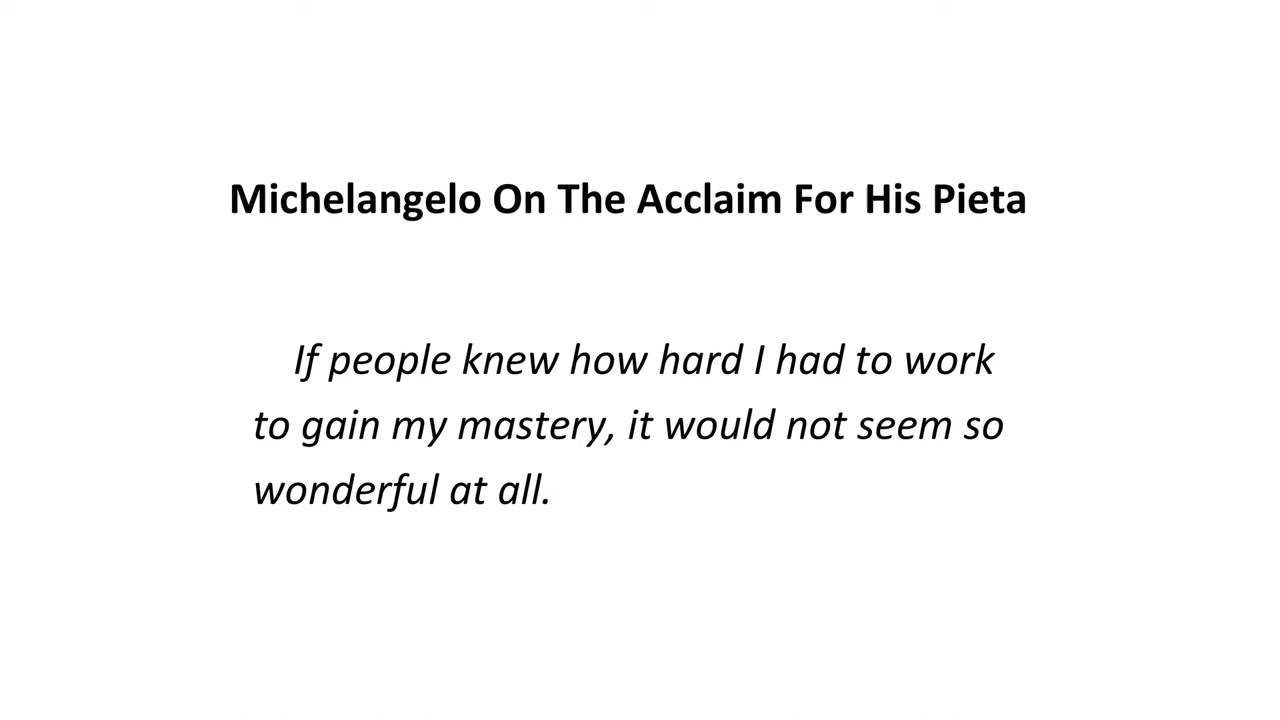 Michelangelo On The Acclaim For His Pieta
If people knew how hard I had to work
to gain my mastery, it would not seem so
wonderful at all.